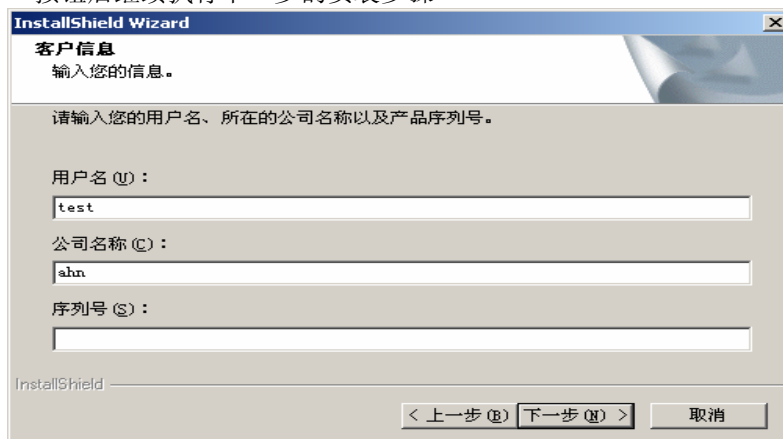 InstallShield Wizard
客户信息
输入您的信息。
请输入您的用户名、所在的公司名称以及产品序列号。
用户名(U)：
test
公司名称(C)：
ahn
序列号(S)：
InstallShield
< 上一步(B) 下一步(N) > 取消